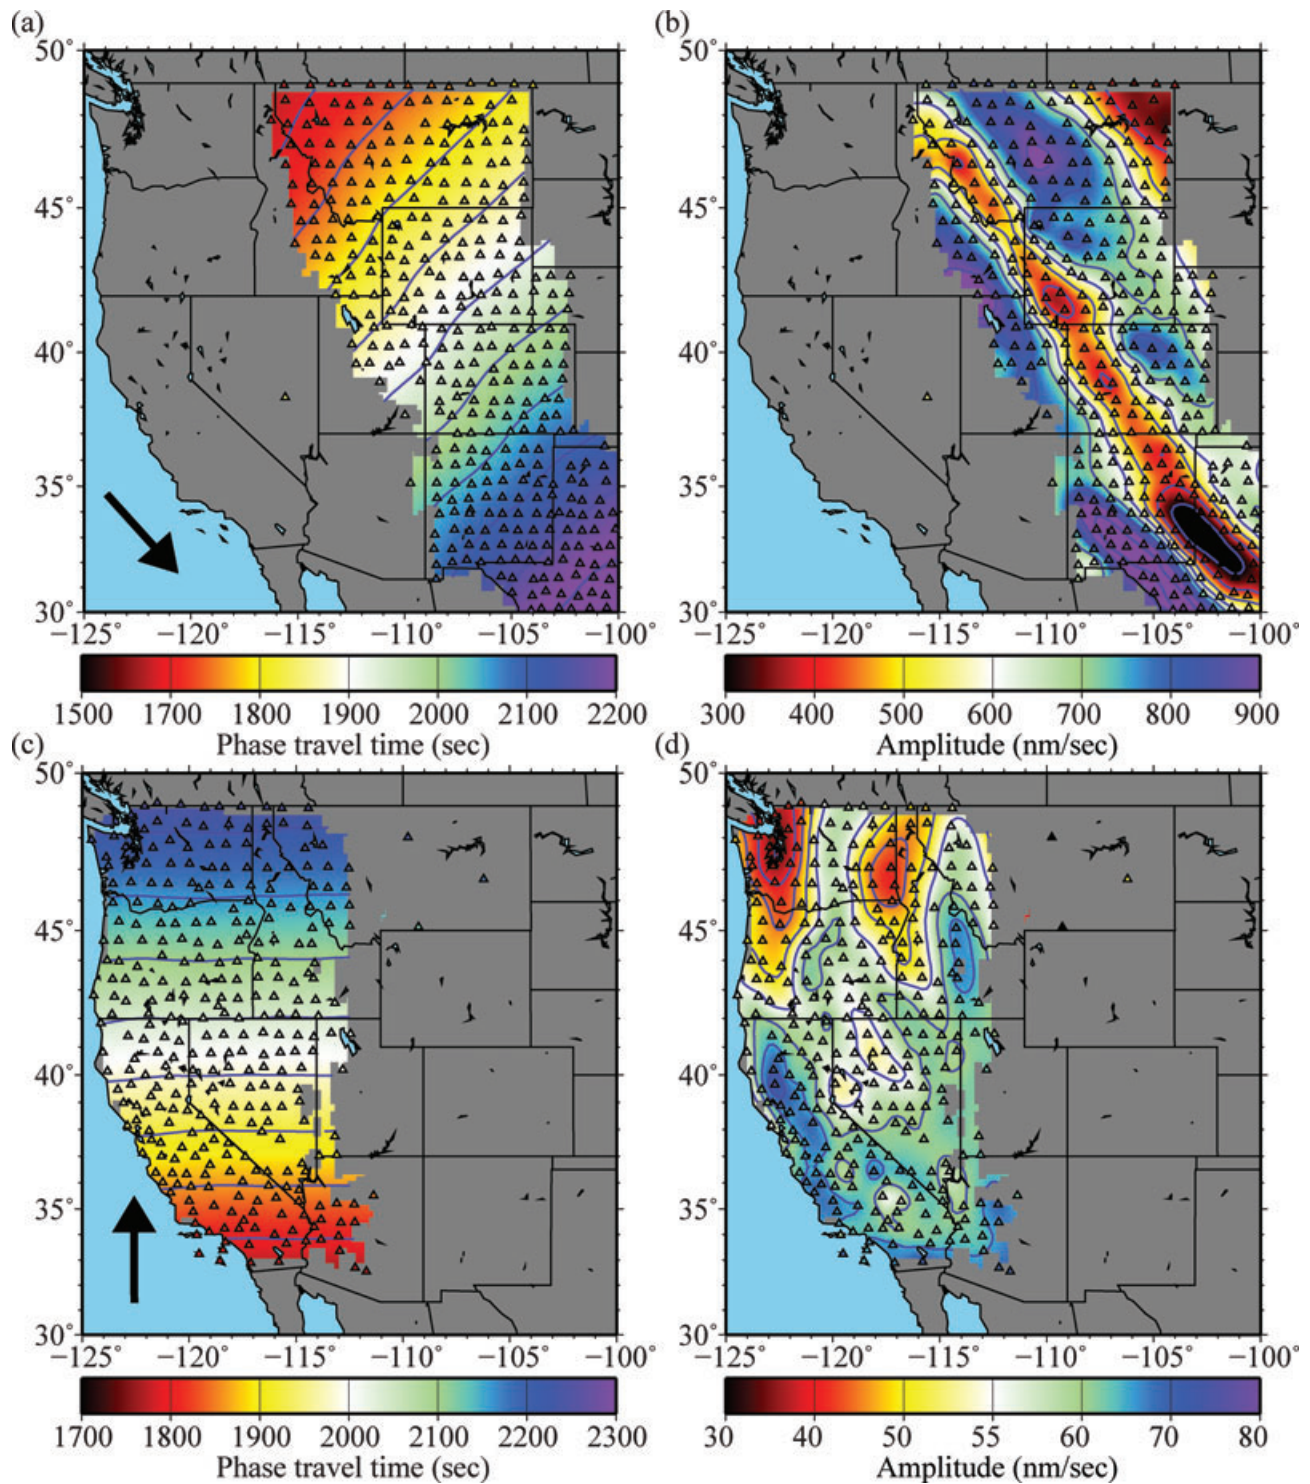 (a)
(b)
50°
45°
40°
35°
30°
−125° −120° −115° −110° −105° −100°
1500 1700 1800 1900 2000 2100 2200
Phase travel time (sec)
50°
45°
40°
35°
30°
−125° −120° −115° −110° −105° −100°
300 400 500 600 700 800 900
Amplitude (nm/sec)
(c)
(d)
50°
45°
40°
35°
30°
−125° −120° −115° −110° −105° −100°
1700 1800 1900 2000 2100 2200 2300
Phase travel time (sec)
50°
45°
40°
35°
30°
−125° −120° −115° −110° −105° −100°
30 40 50 55 60 70 80
Amplitude (nm/sec)